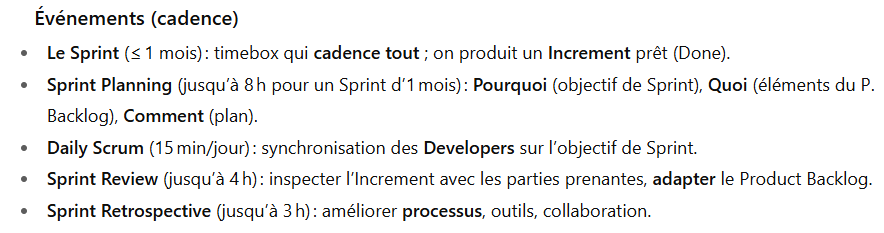 Événements (cadence)
• Le Sprint (≤ 1 mois) : timebox qui cadence tout ; on produit un Increment prêt (Done).
• Sprint Planning (jusqu’à 8 h pour un Sprint d’1 mois) : Pourquoi (objectif de Sprint), Quoi (éléments du P.
Backlog), Comment (plan).
• Daily Scrum (15 min/jour) : synchronisation des Developers sur l’objectif de Sprint.
• Sprint Review (jusqu’à 4 h) : inspecter l’Increment avec les parties prenantes, adapter le Product Backlog.
• Sprint Retrospective (jusqu’à 3 h) : améliorer processus, outils, collaboration.